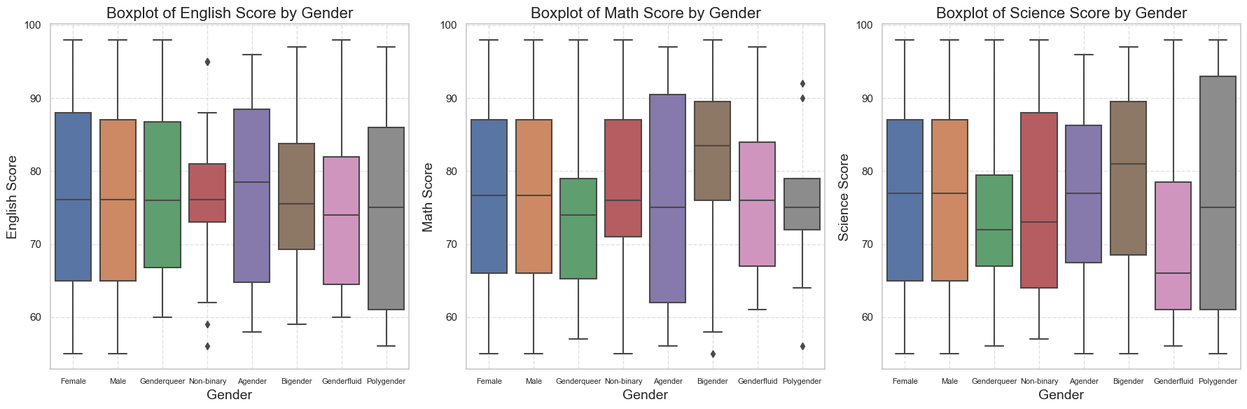 Boxplot of English Score by Gender
English Score
100
90
80
70
60
Female Male Genderqueer Non-binary Agender Bigender Genderfluid Polygender
Gender
Boxplot of Math Score by Gender
Math Score
100
90
80
70
60
Female Male Genderqueer Non-binary Agender Bigender Genderfluid Polygender
Gender
Boxplot of Science Score by Gender
Science Score
100
90
80
70
60
Female Male Genderqueer Non-binary Agender Bigender Genderfluid Polygender
Gender